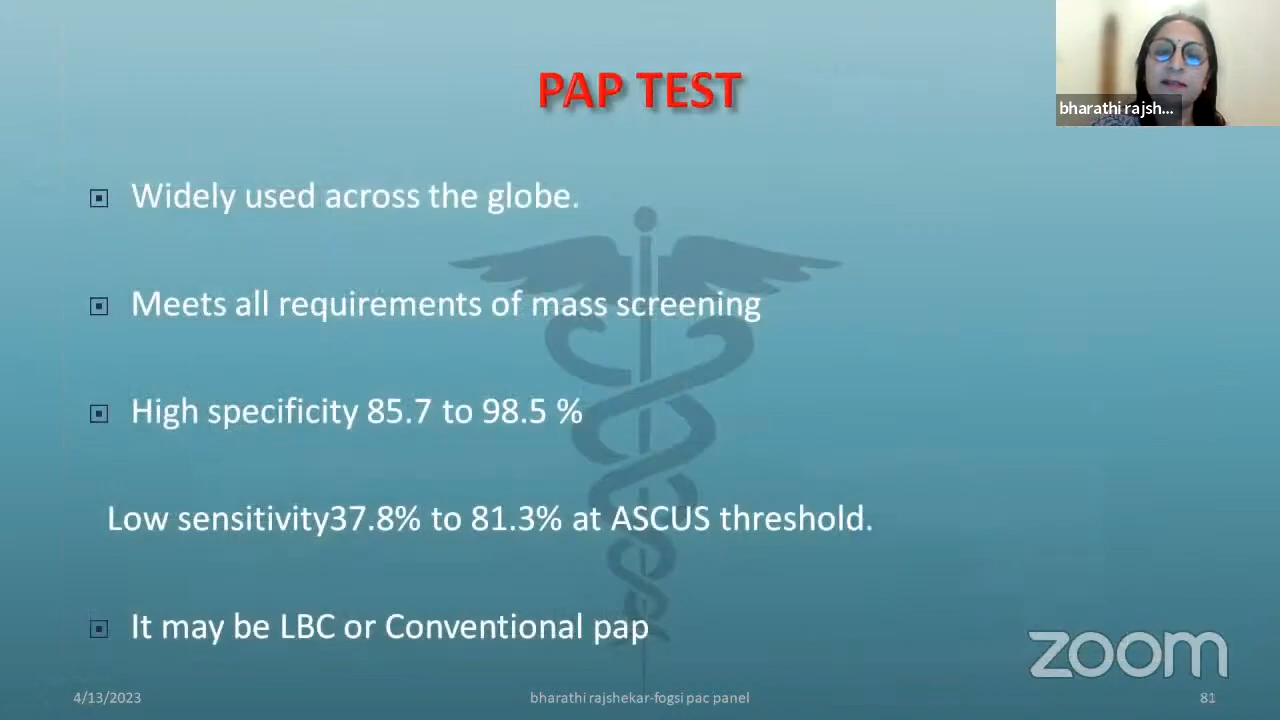 PAP TEST
bharathi rajsh...
Widely used across the globe.
Meets all requirements of mass screening
High specificity 85.7 to 98.5 %
Low sensitivity37.8% to 81.3% at ASCUS threshold.
It may be LBC or Conventional pap
zoom
4/13/2023
bharathi rajshekar-fogsi pac panel
81